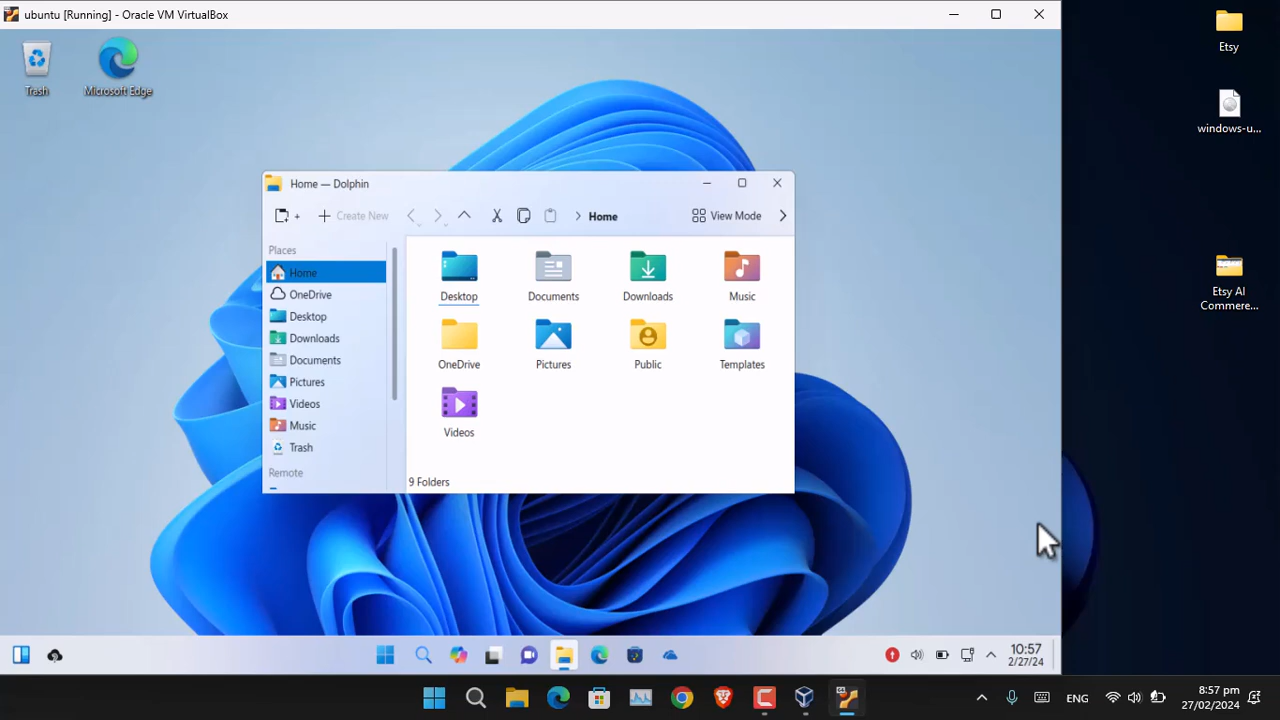 ubuntu [Running] - Oracle VM VirtualBox
Trash
Microsoft Edge
Etsy
windows-u...
Etsy AI
Commere...
Home — Dolphin
Create New
Home
View Mode
Places
Home
OneDrive
Desktop
Downloads
Documents
Pictures
Videos
Music
Trash
Remote
Desktop
Documents
Downloads
Music
OneDrive
Pictures
Public
Templates
Videos
9 Folders
10:57
2/27/24
ENG
8:57 pm
27/02/2024